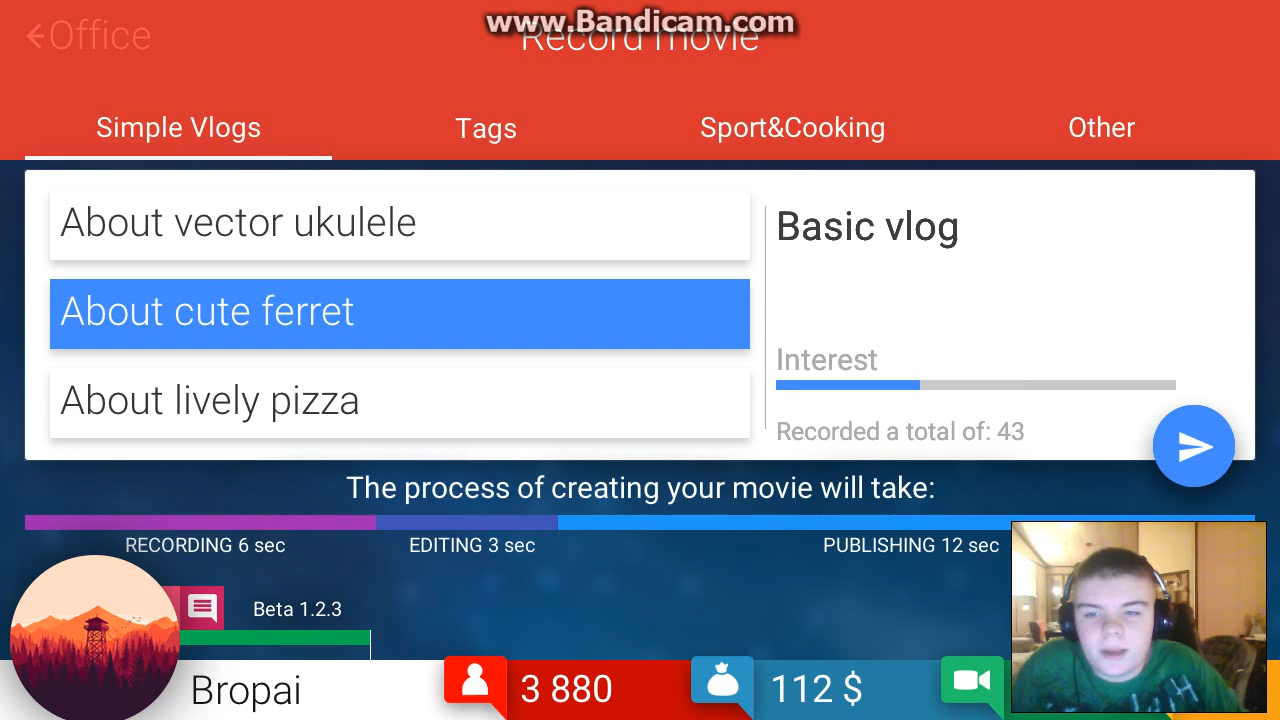 www.Bandicam.com
Office
Record movie
Simple Vlogs
Tags
Sport&Cooking
Other
About vector ukulele
About cute ferret
About lively pizza
Basic vlog
Interest
Recorded a total of: 43
The process of creating your movie will take:
RECORDING 6 sec
EDITING 3 sec
PUBLISHING 12 sec
Beta 1.2.3
Bropai
3 880
112 $